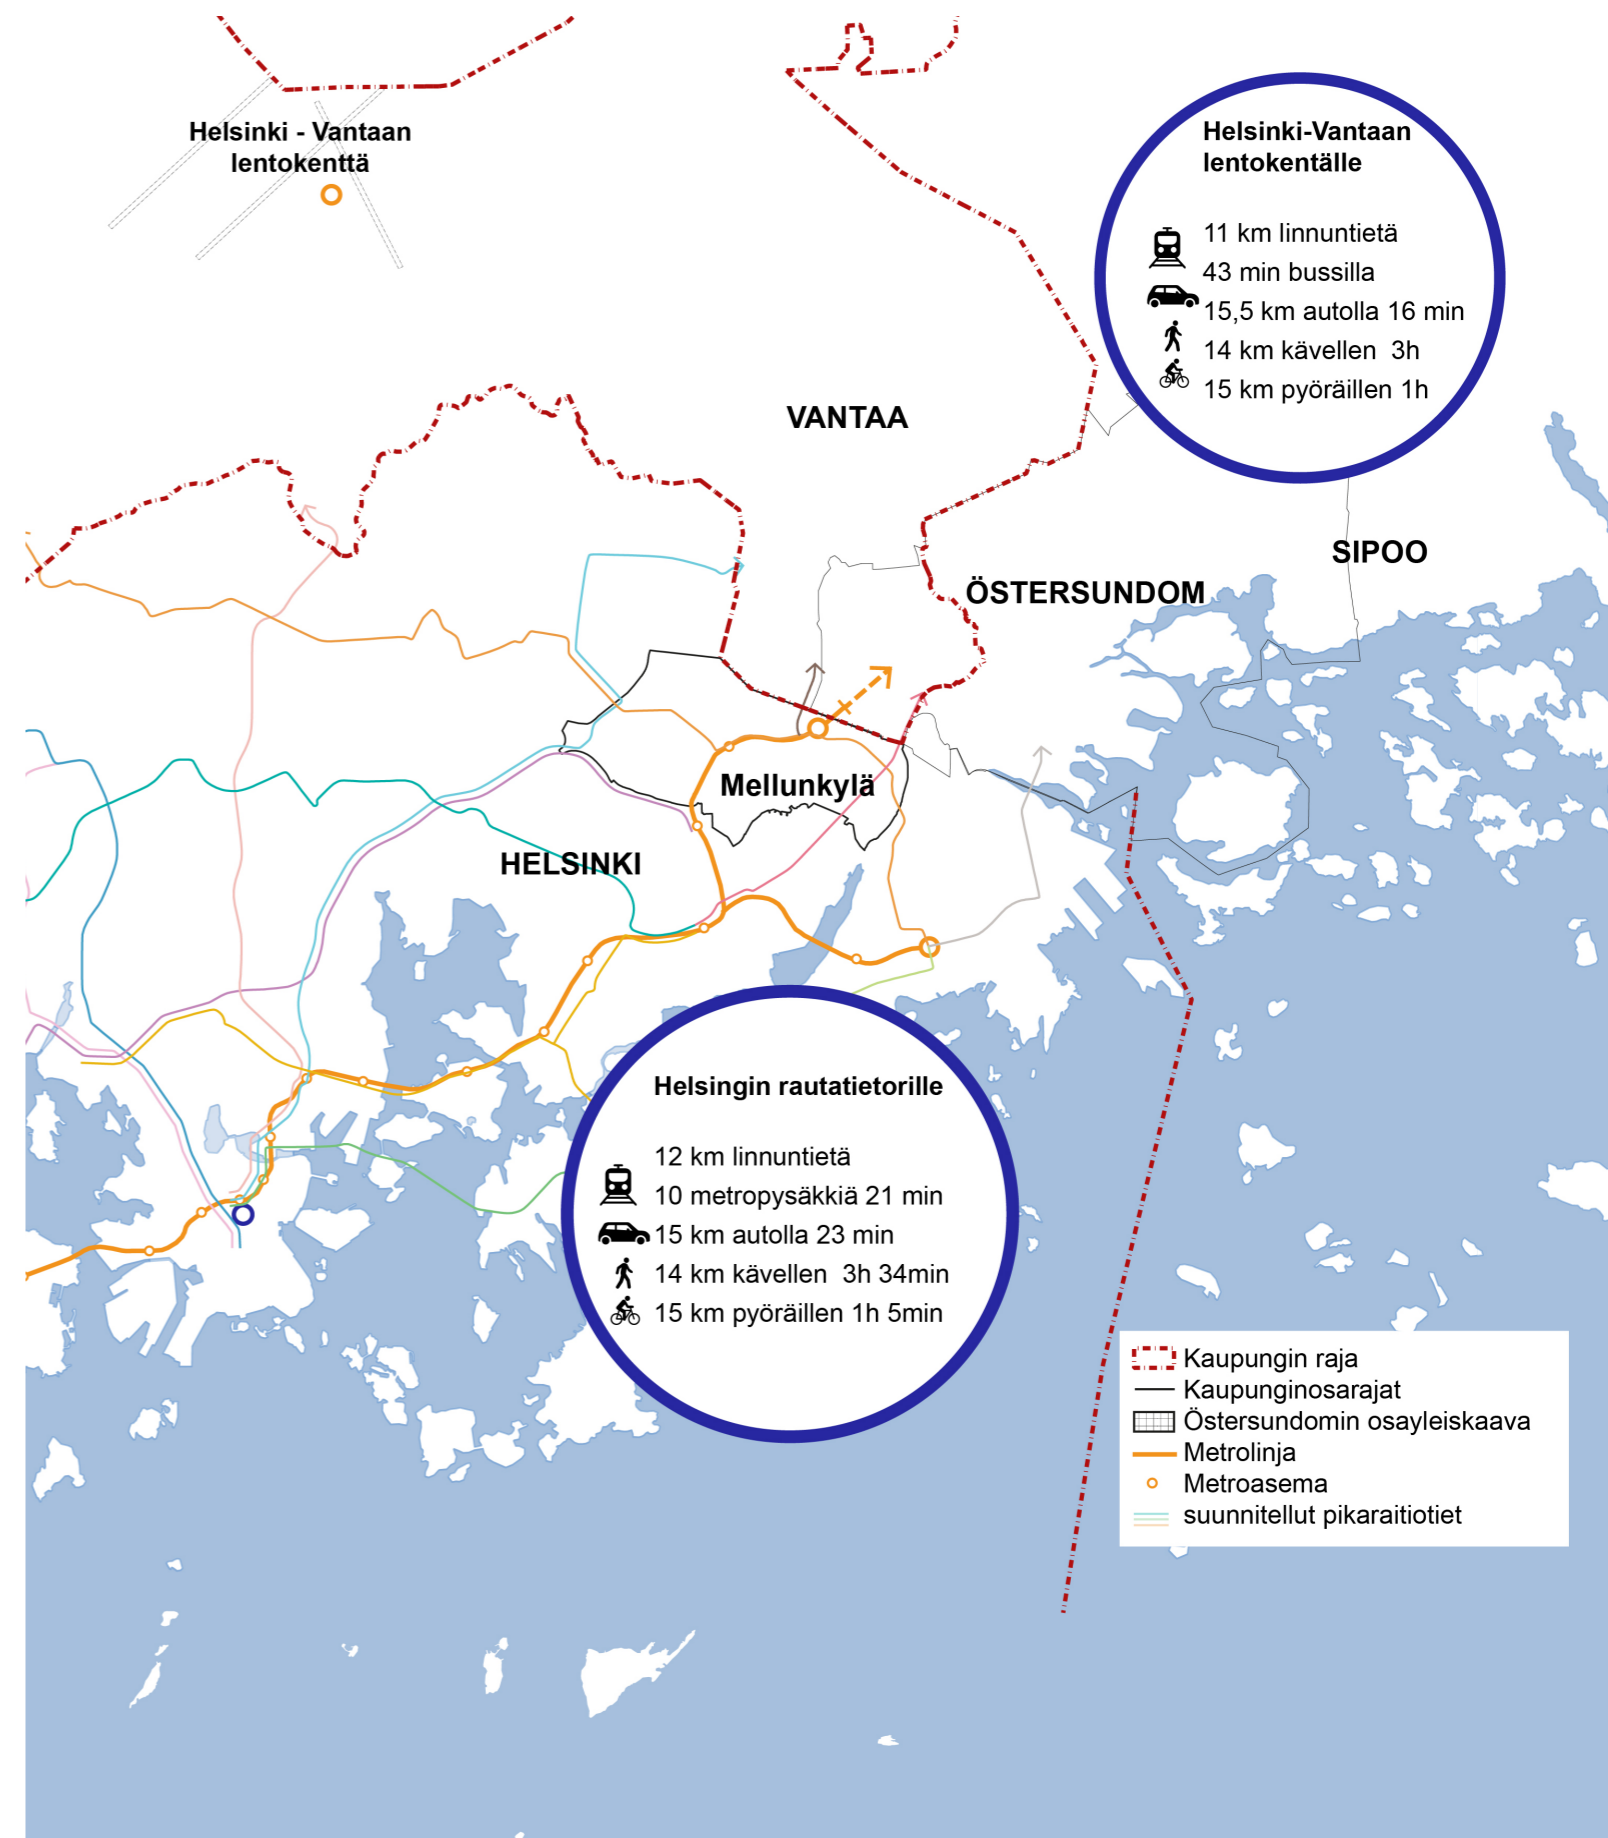 Helsinki - Vantaan
lentokenttä
Helsinki-Vantaan
lentokentälle
11 km linnuntietä
43 min bussilla
15,5 km autolla 16 min
14 km kävellen 3h
15 km pyöräillen 1h
VANTAA
SIPOO
ÖSTERSUNDOM
Mellunkylä
HELSINKI
Helsingin rautatietorille
12 km linnuntietä
10 metropysäkkiä 21 min
15 km autolla 23 min
14 km kävellen 3h 34min
15 km pyöräillen 1h 5min
Kaupungin raja
Kaupunginosarajat
Östersundomin osayleiskaava
Metrolinja
Metroasema
suunnitellut pikaraitiotiet